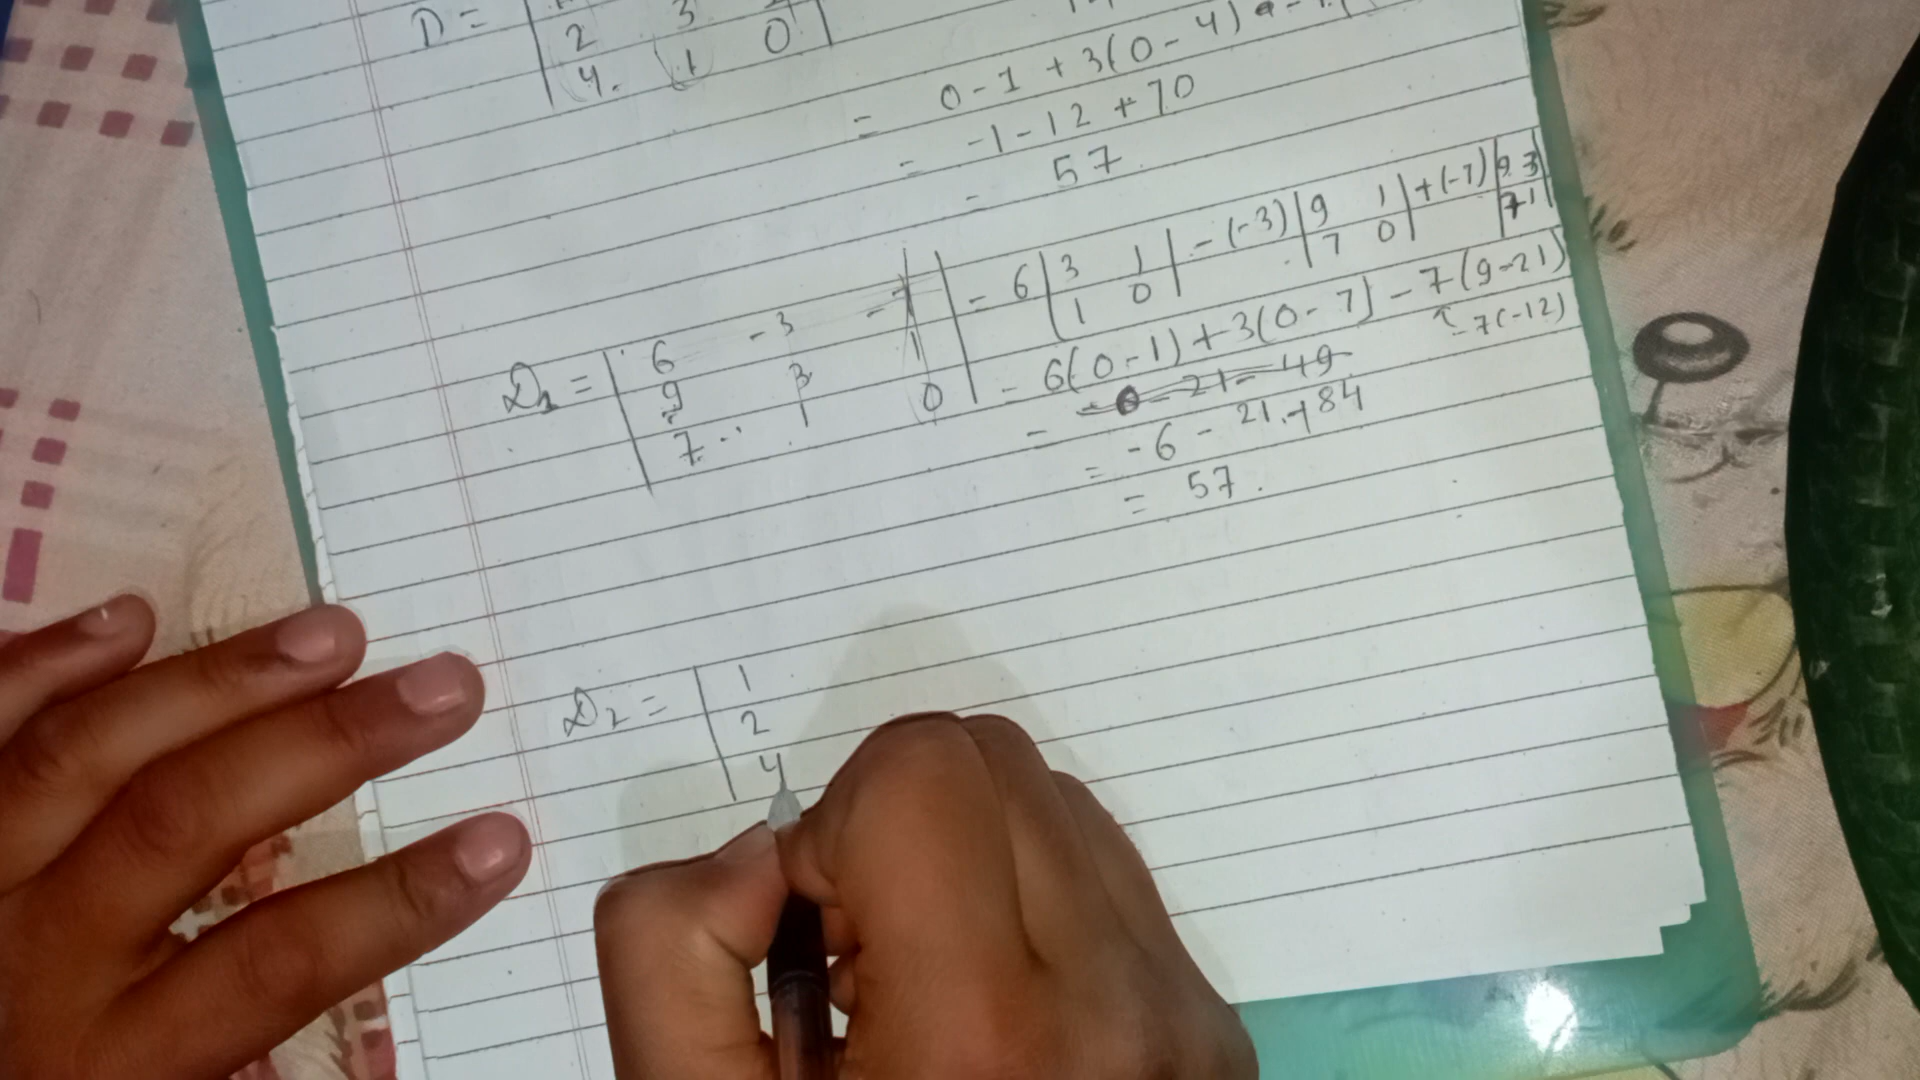 D = | 2 3
4. 1 0 |
= 0 - 1 + 3(0 - 4)
= -1 - 12 + 70
= 57
D1 = | 6 -3 -7 | = 6 | 3 1 | - (-3) | 9 1 | + (-7) | 9 3 |
| 9 3 1 | | 1 0 | | 7 0 | | 7 1 |
| 7 1 0 | = 6(0 - 1) + 3(0 - 7) - 7(9 - 21)
-7(-12)
= - 21 - 49
= -6 - 21 + 84
= 57.
D2 = | 1
2
4